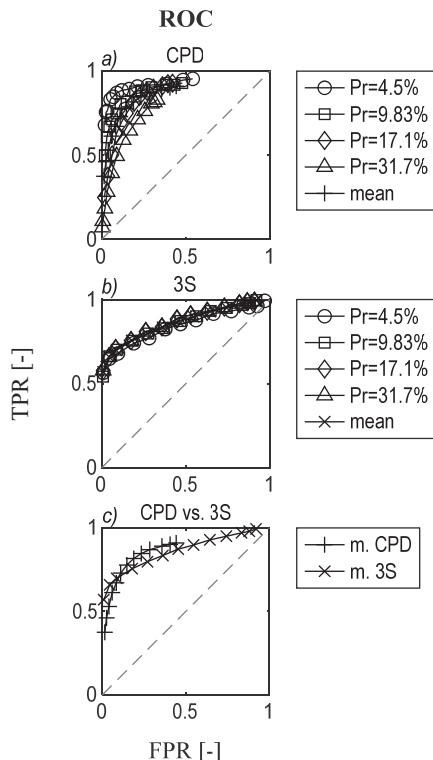 ROC
a) CPD
1
0.5
0
0 0.5 1
Pr=4.5%
Pr=9.83%
Pr=17.1%
Pr=31.7%
mean
b) 3S
1
0.5
0
0 0.5 1
Pr=4.5%
Pr=9.83%
Pr=17.1%
Pr=31.7%
mean
TPR [-]
c) CPD vs. 3S
1
0.5
0
0 0.5 1
m. CPD
m. 3S
FPR [-]